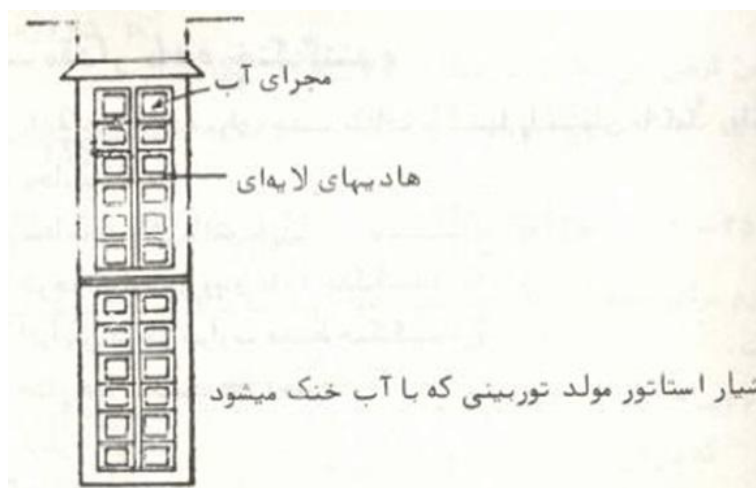 مجرای آب
هادیهای لایه‌ای
شیار استاتور مولد توربینی که با آب خنک میشود